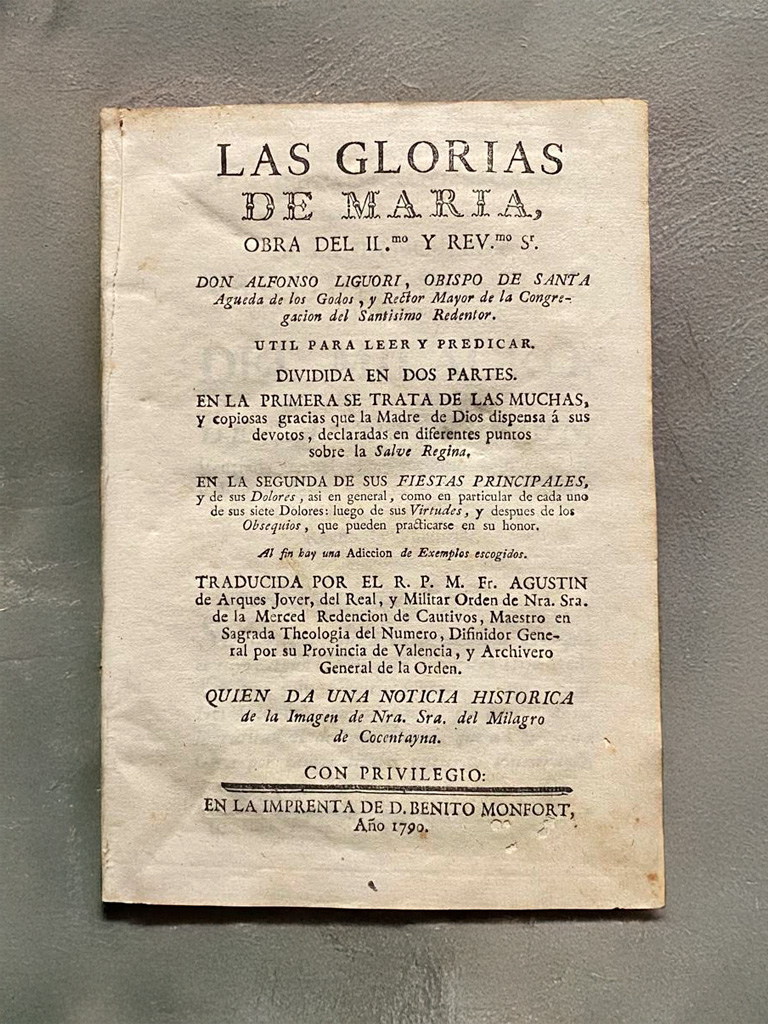 LAS GLORIAS
DE MARIA,
OBRA DEL IL.mo Y REV.mo Sr.
DON ALFONSO LIGUORI, OBISPO DE SANTA
Agueda de los Godos, y Rector Mayor de la Congre-
gacion del Santisimo Redentor.
UTIL PARA LEER Y PREDICAR.
DIVIDIDA EN DOS PARTES.
EN LA PRIMERA SE TRATA DE LAS MUCHAS,
y copiosas gracias que la Madre de Dios dispensa á sus
devotos, declaradas en diferentes puntos
sobre la Salve Regina.
EN LA SEGUNDA DE SUS FIESTAS PRINCIPALES,
y de sus Dolores, asi en general, como en particular de cada uno
de sus siete Dolores: luego de sus Virtudes, y despues de los
Obsequios, que pueden practicarse en su honor.
Al fin hay una Adiccion de Exemplos escogidos.
TRADUCIDA POR EL R. P. M. Fr. AGUSTIN
de Arques Jover, del Real, y Militar Orden de Nra. Sra.
de la Merced Redencion de Cautivos, Maestro en
Sagrada Theologia del Numero, Difinidor Gene-
ral por su Provincia de Valencia, y Archivero
General de la Orden.
QUIEN DA UNA NOTICIA HISTORICA
de la Imagen de Nra. Sra. del Milagro
de Cocentayna.
CON PRIVILEGIO:
EN LA IMPRENTA DE D. BENITO MONFORT,
Año 1790.